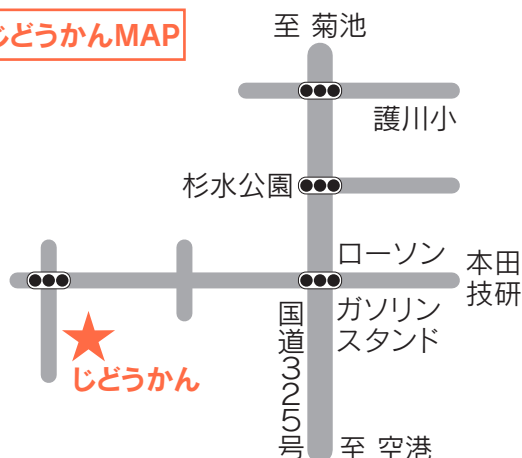 じどうかんMAP
至 菊池
護川小
杉水公園
ローソン
本田
技研
ガソリン
スタンド
国道325号
じどうかん
至 空港